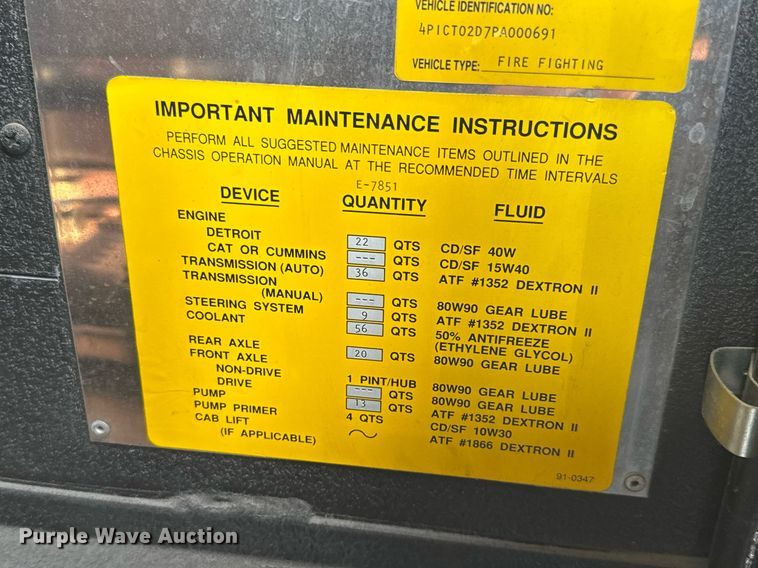 VEHICLE IDENTIFICATION NO:
4P1CT02D7PA000691
VEHICLE TYPE: FIRE FIGHTING
IMPORTANT MAINTENANCE INSTRUCTIONS
PERFORM ALL SUGGESTED MAINTENANCE ITEMS OUTLINED IN THE
CHASSIS OPERATION MANUAL AT THE RECOMMENDED TIME INTERVALS
E-7851
DEVICE QUANTITY FLUID
ENGINE
DETROIT 22 QTS CD/SF 40W
CAT OR CUMMINS --- QTS CD/SF 15W40
TRANSMISSION (AUTO) 36 QTS ATF #1352 DEXTRON II
TRANSMISSION
(MANUAL) --- QTS 80W90 GEAR LUBE
STEERING SYSTEM 9 QTS ATF #1352 DEXTRON II
COOLANT 56 QTS 50% ANTIFREEZE
(ETHYLENE GLYCOL)
REAR AXLE 20 QTS 80W90 GEAR LUBE
FRONT AXLE
NON-DRIVE 1 PINT/HUB 80W90 GEAR LUBE
DRIVE --- QTS 80W90 GEAR LUBE
PUMP 13 QTS ATF #1352 DEXTRON II
PUMP PRIMER 4 QTS CD/SF 10W30
CAB LIFT ATF #1866 DEXTRON II
(IF APPLICABLE)
91-0347
Purple Wave Auction